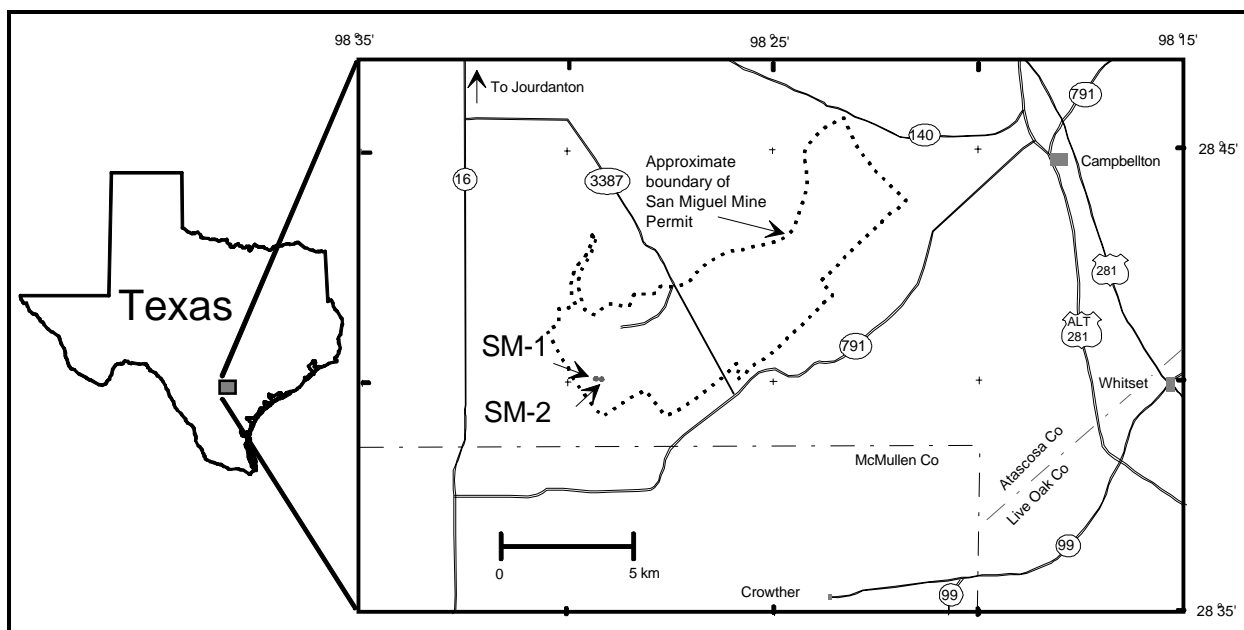 98° 35'
98° 25'
98° 15'
To Jourdanton
791
140
28° 45'
Campbellton
16
3387
Approximate
boundary of
San Miguel Mine
Permit
281
Texas
ALT
281
SM-1
791
Whitset
SM-2
McMullen Co
Atascosa Co
Live Oak Co
99
0
5 km
Crowther
99
28° 35'